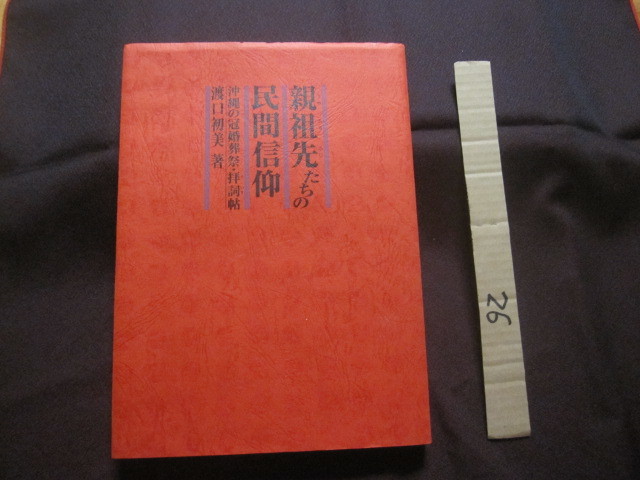 親祖先たちの
民間信仰
沖縄の冠婚葬祭・拝詞帖
渡口初美 著
26